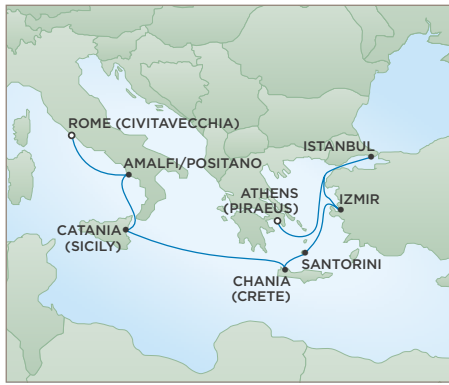 ROME (CIVITAVECCHIA)
ISTANBUL
AMALFI/POSITANO
ATHENS
(PIRAEUS)
IZMIR
CATANIA
(SICILY)
SANTORINI
CHANIA
(CRETE)